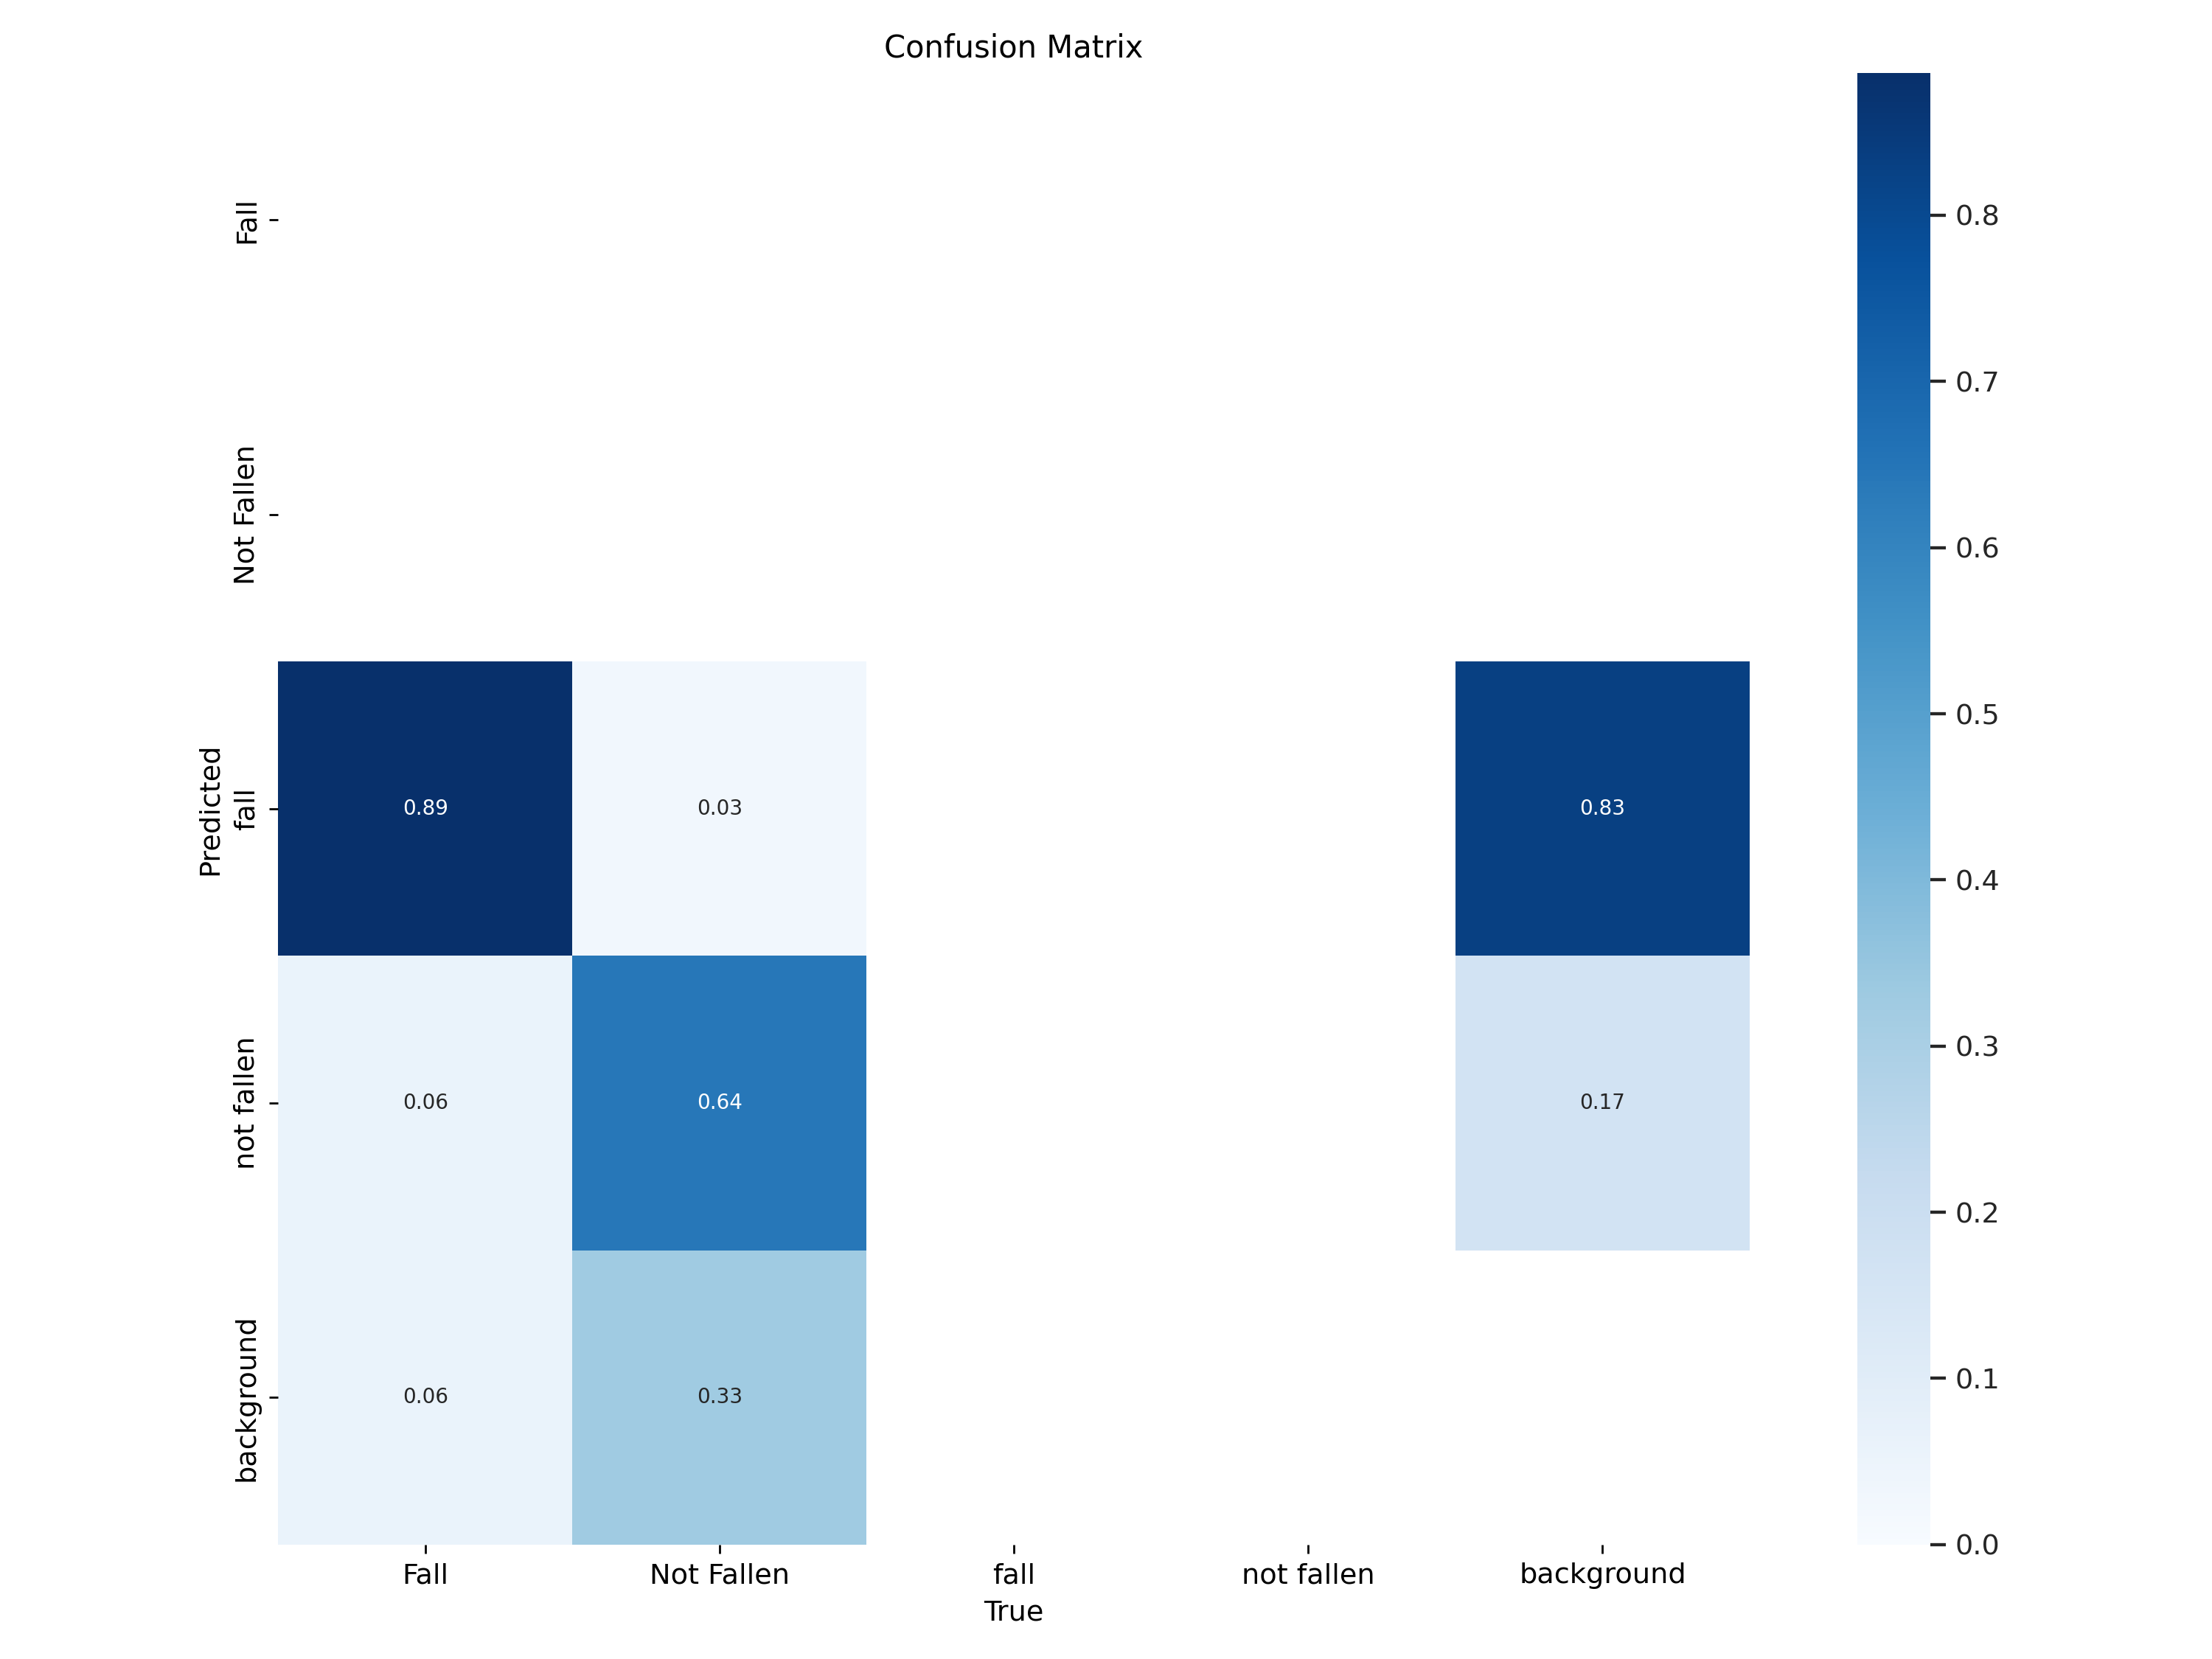 Confusion Matrix
Predicted
Fall
Not Fallen
fall
not fallen
background
0.89
0.03
0.83
0.06
0.64
0.17
0.06
0.33
Fall
Not Fallen
fall
not fallen
background
True
0.8
0.7
0.6
0.5
0.4
0.3
0.2
0.1
0.0